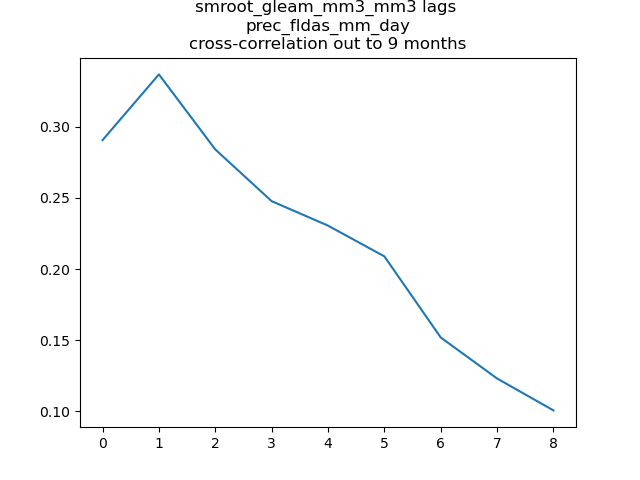 smroot_gleam_mm3_mm3 lags
prec_fldas_mm_day
cross-correlation out to 9 months
0.30
0.25
0.20
0.15
0.10
0 1 2 3 4 5 6 7 8